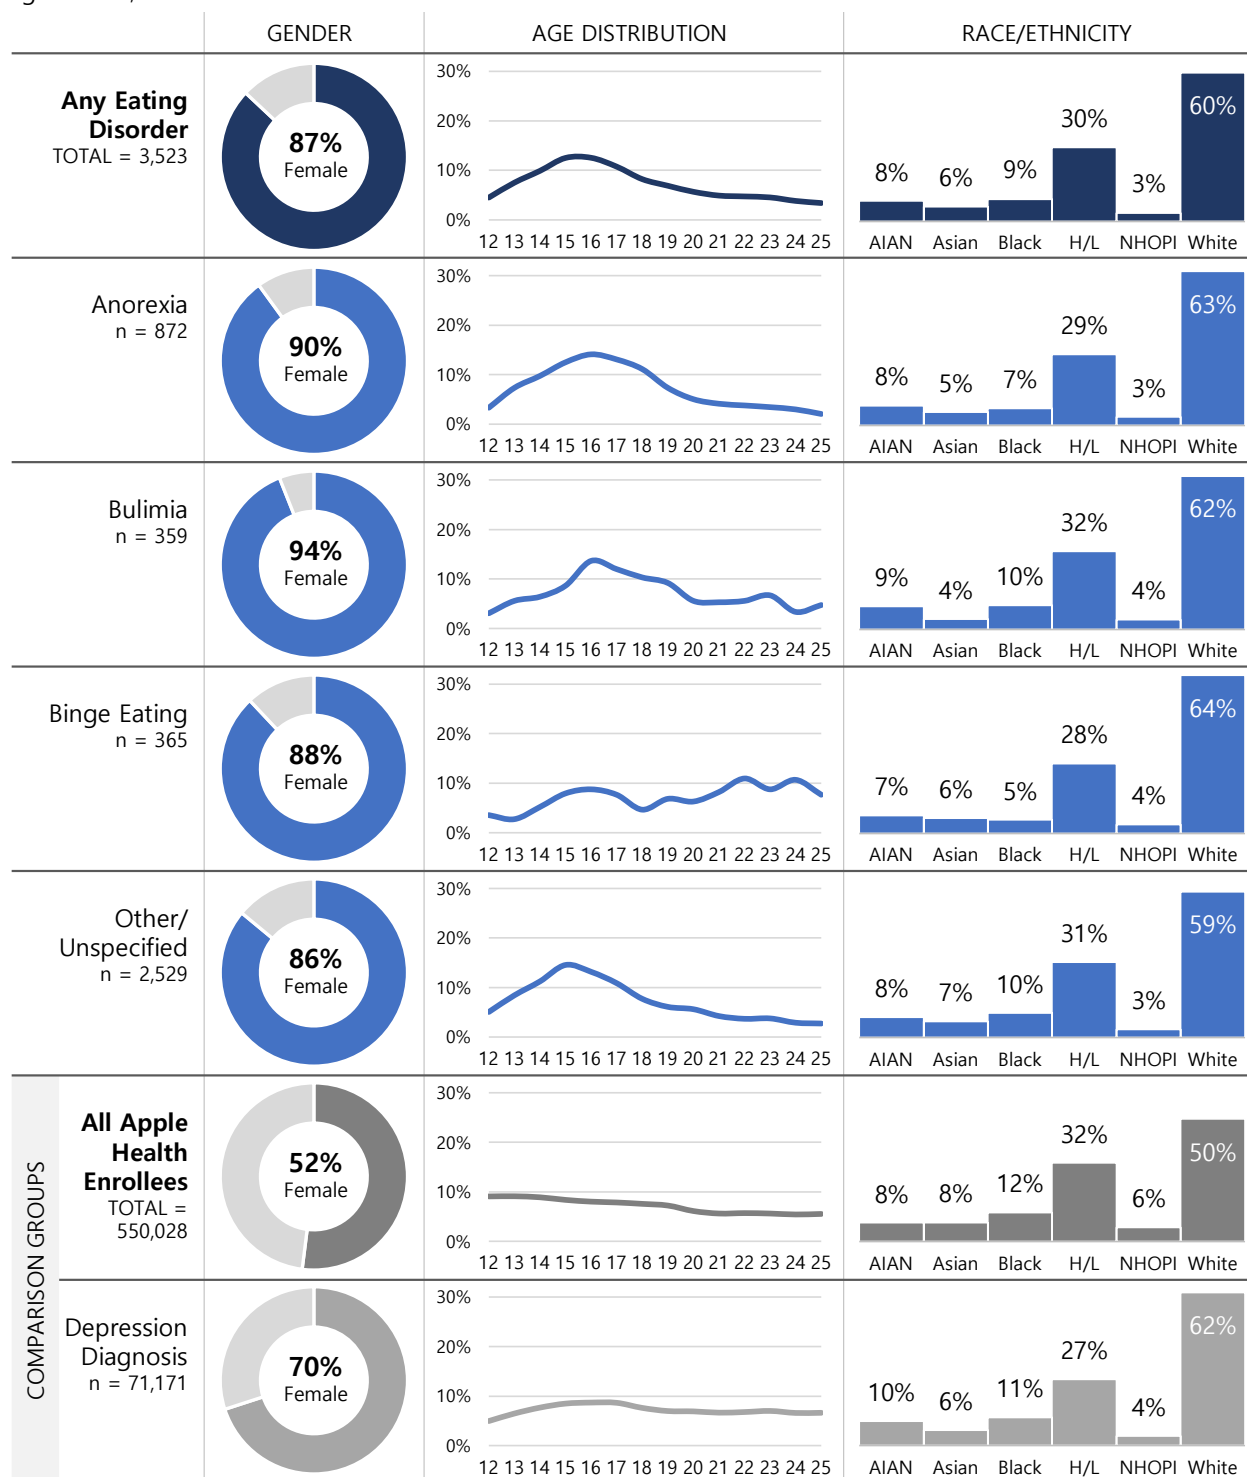 GENDER
AGE DISTRIBUTION
RACE/ETHNICITY
Any Eating
Disorder
TOTAL = 3,523
87%
Female
30%
20%
10%
0%
12 13 14 15 16 17 18 19 20 21 22 23 24 25
8%
6%
9%
30%
3%
60%
AIAN Asian Black H/L NHOPI White
Anorexia
n = 872
90%
Female
30%
20%
10%
0%
12 13 14 15 16 17 18 19 20 21 22 23 24 25
8%
5%
7%
29%
3%
63%
AIAN Asian Black H/L NHOPI White
Bulimia
n = 359
94%
Female
30%
20%
10%
0%
12 13 14 15 16 17 18 19 20 21 22 23 24 25
9%
4%
10%
32%
4%
62%
AIAN Asian Black H/L NHOPI White
Binge Eating
n = 365
88%
Female
30%
20%
10%
0%
12 13 14 15 16 17 18 19 20 21 22 23 24 25
7%
6%
5%
28%
4%
64%
AIAN Asian Black H/L NHOPI White
Other/
Unspecified
n = 2,529
86%
Female
30%
20%
10%
0%
12 13 14 15 16 17 18 19 20 21 22 23 24 25
8%
7%
10%
31%
3%
59%
AIAN Asian Black H/L NHOPI White
COMPARISON GROUPS
All Apple
Health
Enrollees
TOTAL =
550,028
52%
Female
30%
20%
10%
0%
12 13 14 15 16 17 18 19 20 21 22 23 24 25
8%
8%
12%
32%
6%
50%
AIAN Asian Black H/L NHOPI White
Depression
Diagnosis
n = 71,171
70%
Female
30%
20%
10%
0%
12 13 14 15 16 17 18 19 20 21 22 23 24 25
10%
6%
11%
27%
4%
62%
AIAN Asian Black H/L NHOPI White